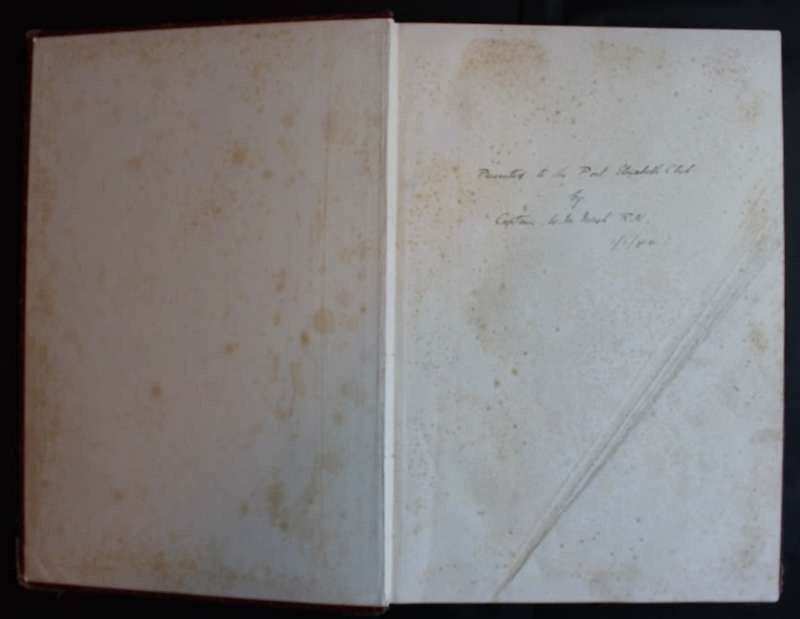 Presented to the Port Elizabeth Club
by
Captain R.N.